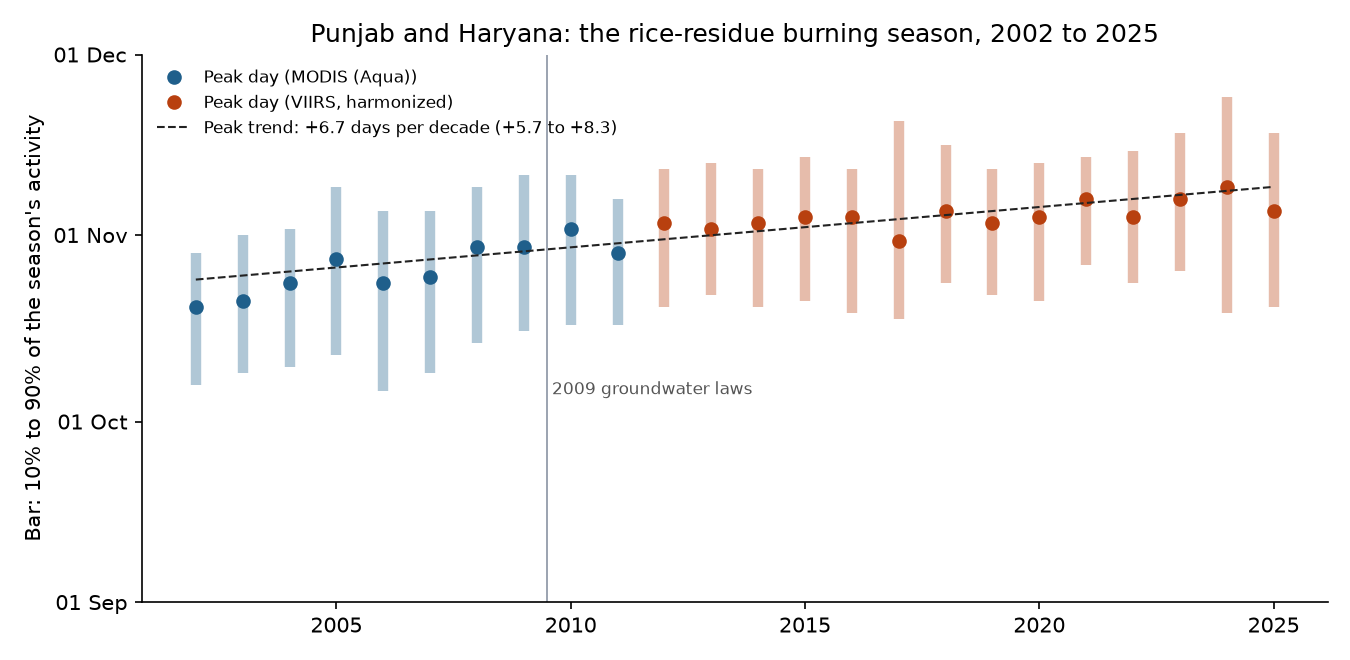 Punjab and Haryana: the rice-residue burning season, 2002 to 2025
Bar: 10% to 90% of the season's activity
01 Dec
01 Nov
01 Oct
01 Sep
Peak day (MODIS (Aqua))
Peak day (VIIRS, harmonized)
Peak trend: +6.7 days per decade (+5.7 to +8.3)
2009 groundwater laws
2005
2010
2015
2020
2025